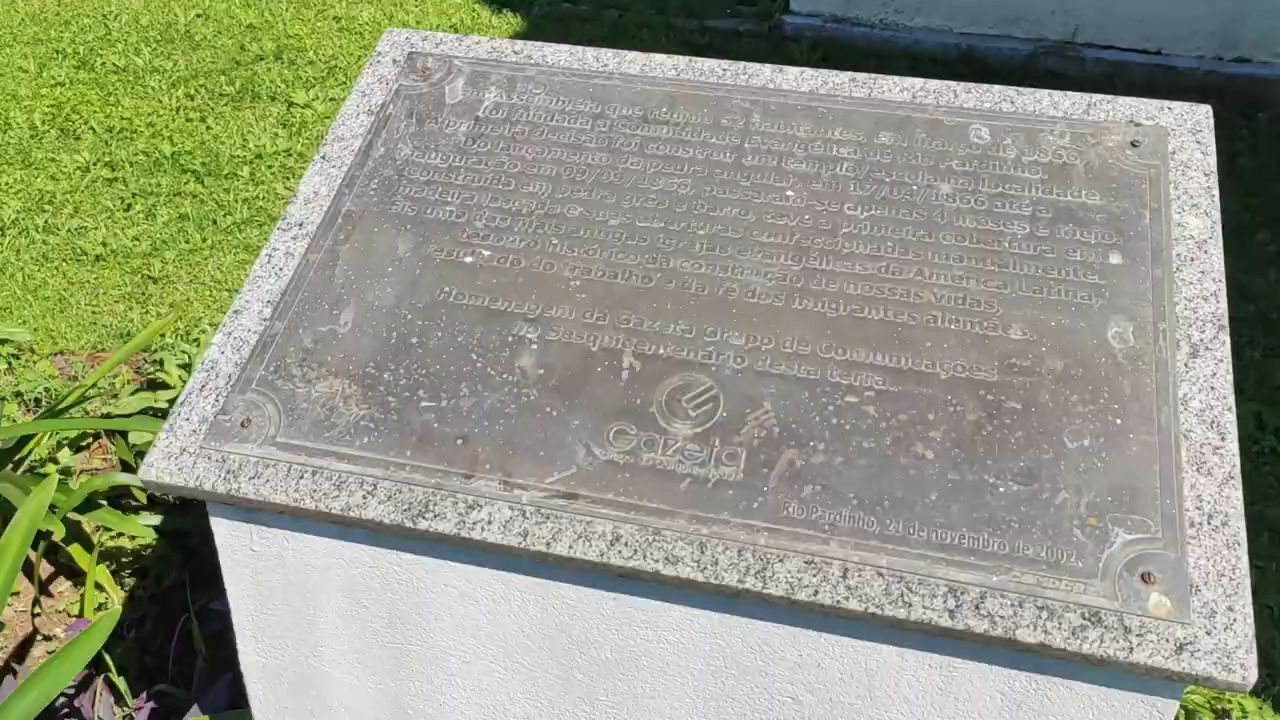 Em Assembléia que reuniu 52 habitantes, em março de 1866
foi fundada a Comunidade Evangélica de Rio Pardinho.
A primeira decisão foi construir um templo/escola na localidade
Do lançamento da pedra angular, em 17/04/1866 até a
inauguração em 09/09/1866, passaram-se apenas 4 meses e meio.
Construída em pedra grês e barro, teve a primeira cobertura em
madeira lascada e suas aberturas confeccionadas manualmente.
Eis uma das mais antigas igrejas evangélicas da América Latina,
tesouro histórico da construção de nossas vidas,
resultado do trabalho e da fé dos imigrantes alemães.
Homenagem da Gazeta Grupo de Comunicações
no Sesquicentenário desta terra.
Gazeta
Grupo de Comunicações
Rio Pardinho, 21 de novembro de 2002